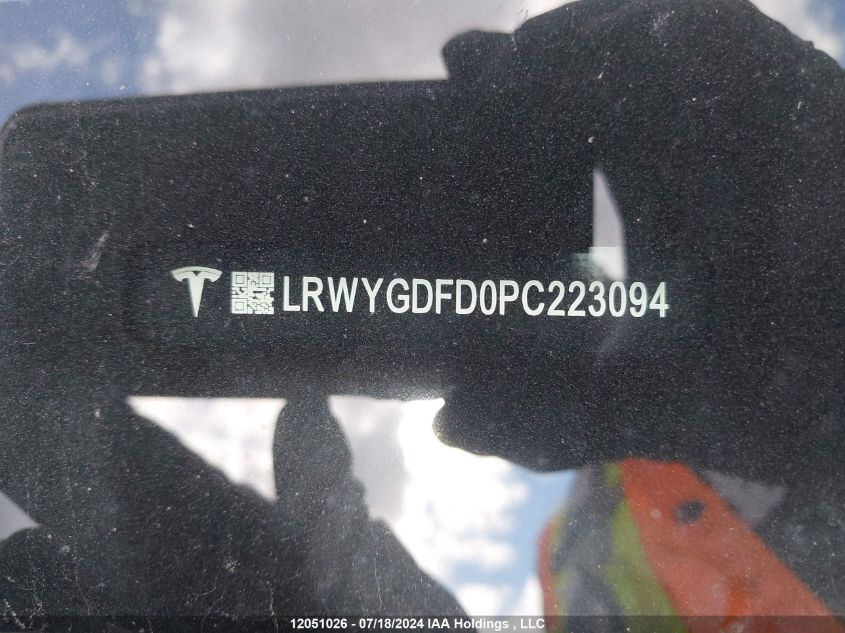 LRWYGDFD0PC223094
12051026 - 07/18/2024 IAA Holdings , LLC